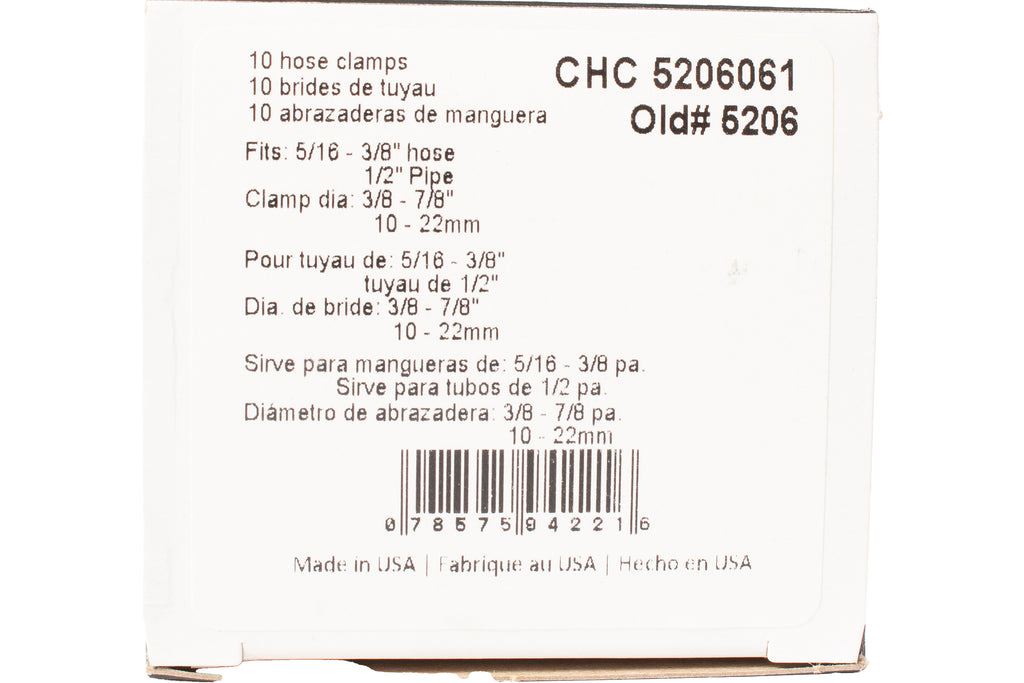 10 hose clamps
10 brides de tuyau
10 abrazaderas de manguera
CHC 5206061
Old# 5206
Fits: 5/16 - 3/8" hose
1/2" Pipe
Clamp dia: 3/8 - 7/8"
10 - 22mm
Pour tuyau de: 5/16 - 3/8"
tuyau de 1/2"
Dia. de bride: 3/8 - 7/8"
10 - 22mm
Sirve para mangueras de: 5/16 - 3/8 pa.
Sirve para tubos de 1/2 pa.
Diámetro de abrazadera: 3/8 - 7/8 pa.
10 - 22mm
0 78575 94221 6
Made in USA | Fabrique au USA | Hecho en USA